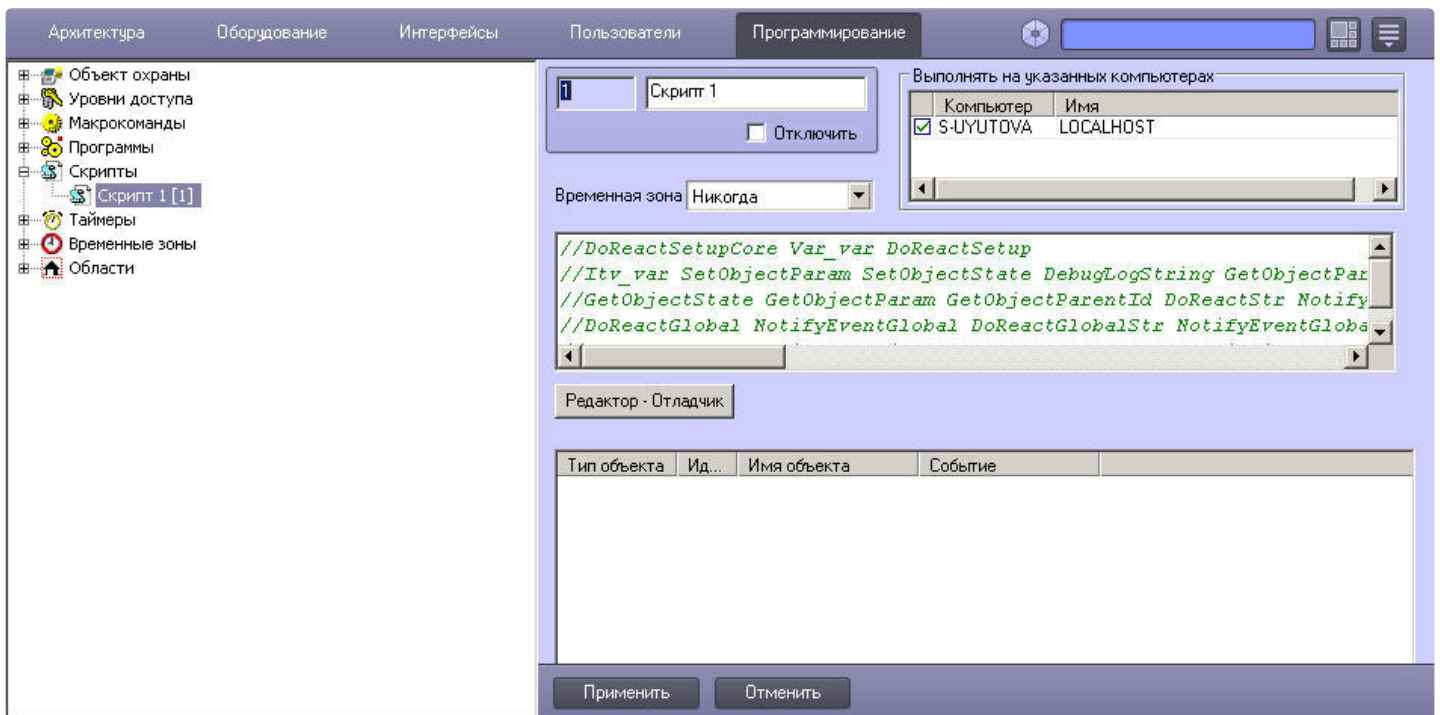 Архитектура Оборудование Интерфейсы Пользователи Программирование
Объект охраны
Уровни доступа
Макрокоманды
Программы
Скрипты
Скрипт 1 [1]
Таймеры
Временные зоны
Области
1 Скрипт 1
Отключить
Выполнять на указанных компьютерах
Компьютер Имя
S-UYUTOVA LOCALHOST
Временная зона Никогда
//DoReactSetupCore Var_var DoReactSetup
//Itv_var SetObjectParam SetObjectState DebugLogString GetObjectPar
//GetObjectState GetObjectParam GetObjectParentId DoReactStr Notify
//DoReactGlobal NotifyEventGlobal DoReactGlobalStr NotifyEventGloba
Редактор - Отладчик
Тип объекта Ид... Имя объекта Событие
Применить Отменить